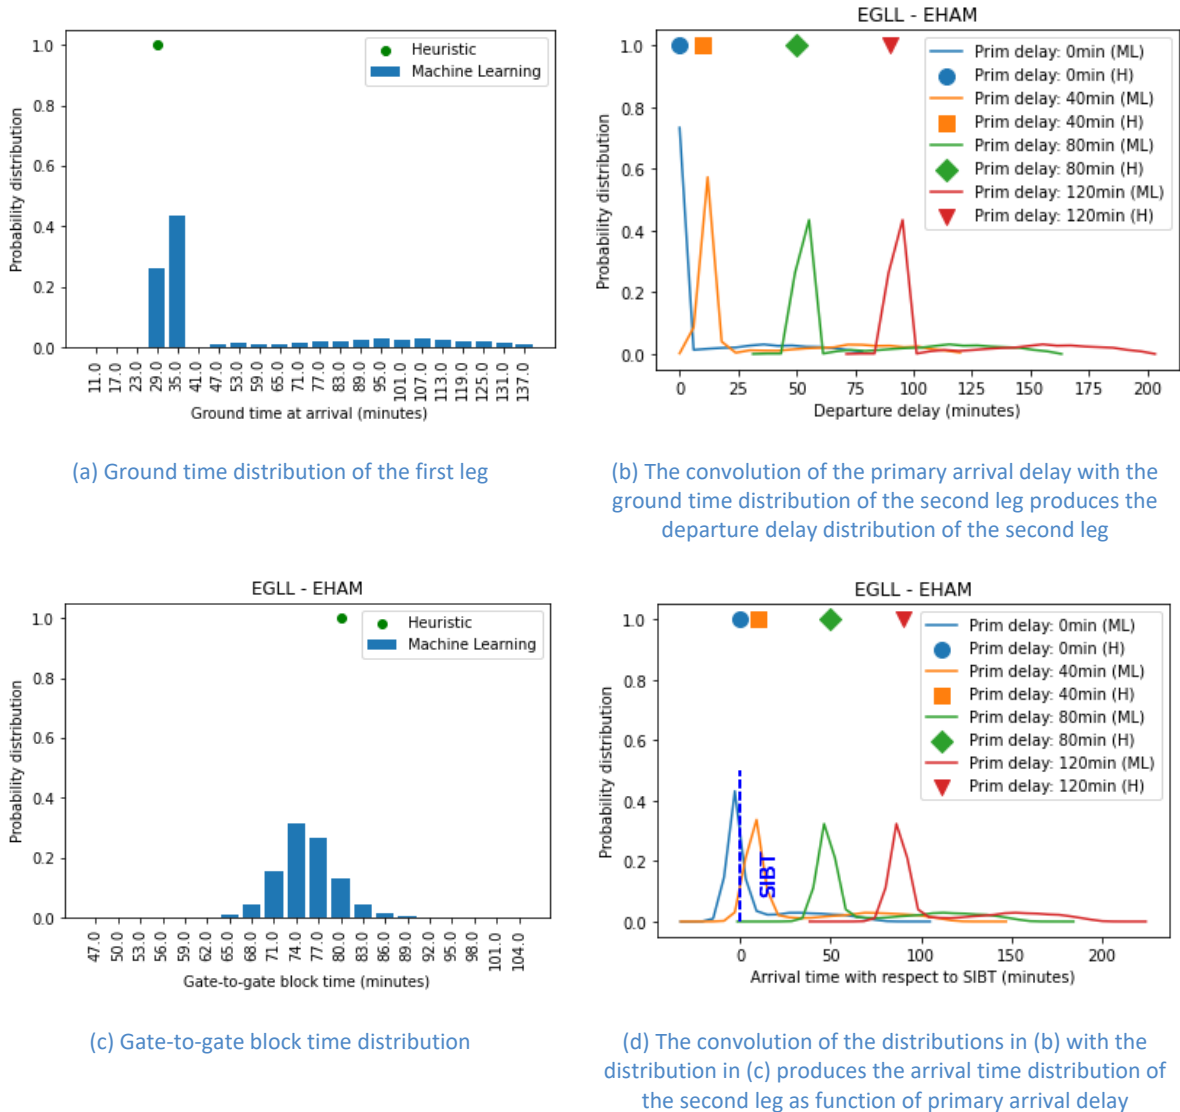 1.0
0.8
0.6
0.4
0.2
0.0
Probability distribution
Heuristic
Machine Learning
11.0 17.0 23.0 29.0 35.0 41.0 47.0 53.0 59.0 65.0 71.0 77.0 83.0 89.0 95.0 101.0 107.0 113.0 119.0 125.0 131.0 137.0
Ground time at arrival (minutes)
(a) Ground time distribution of the first leg
EGLL - EHAM
1.0
0.8
0.6
0.4
0.2
0.0
Probability distribution
Prim delay: 0min (ML)
Prim delay: 0min (H)
Prim delay: 40min (ML)
Prim delay: 40min (H)
Prim delay: 80min (ML)
Prim delay: 80min (H)
Prim delay: 120min (ML)
Prim delay: 120min (H)
0 25 50 75 100 125 150 175 200
Departure delay (minutes)
(b) The convolution of the primary arrival delay with the
ground time distribution of the second leg produces the
departure delay distribution of the second leg
EGLL - EHAM
1.0
0.8
0.6
0.4
0.2
0.0
Probability distribution
Heuristic
Machine Learning
47.0 50.0 53.0 56.0 59.0 62.0 65.0 68.0 71.0 74.0 77.0 80.0 83.0 86.0 89.0 92.0 95.0 98.0 101.0 104.0
Gate-to-gate block time (minutes)
(c) Gate-to-gate block time distribution
EGLL - EHAM
1.0
0.8
0.6
0.4
0.2
0.0
Probability distribution
Prim delay: 0min (ML)
Prim delay: 0min (H)
Prim delay: 40min (ML)
Prim delay: 40min (H)
Prim delay: 80min (ML)
Prim delay: 80min (H)
Prim delay: 120min (ML)
Prim delay: 120min (H)
SIBT
0 50 100 150 200
Arrival time with respect to SIBT (minutes)
(d) The convolution of the distributions in (b) with the
distribution in (c) produces the arrival time distribution of
the second leg as function of primary arrival delay